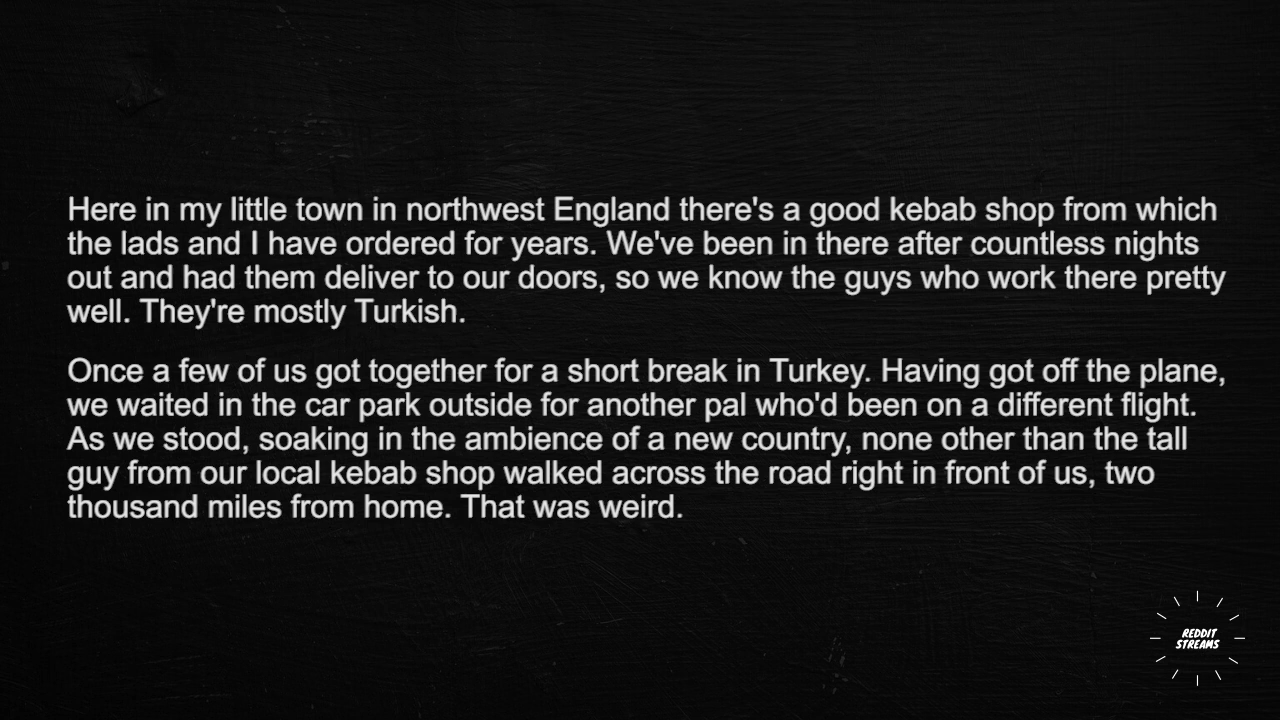 Here in my little town in northwest England there's a good kebab shop from which
the lads and I have ordered for years. We've been in there after countless nights
out and had them deliver to our doors, so we know the guys who work there pretty
well. They're mostly Turkish.
Once a few of us got together for a short break in Turkey. Having got off the plane,
we waited in the car park outside for another pal who'd been on a different flight.
As we stood, soaking in the ambience of a new country, none other than the tall
guy from our local kebab shop walked across the road right in front of us, two
thousand miles from home. That was weird.
REDDIT
STREAMS